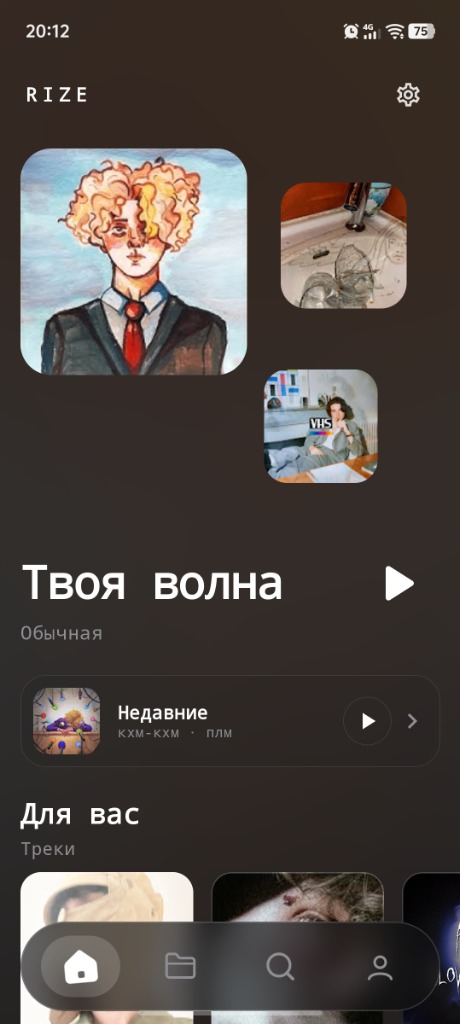 20:12
4G
75
RIZE
VHS
Твоя волна
Обычная
Недавние
кхм-кхм · плм
Для вас
Треки